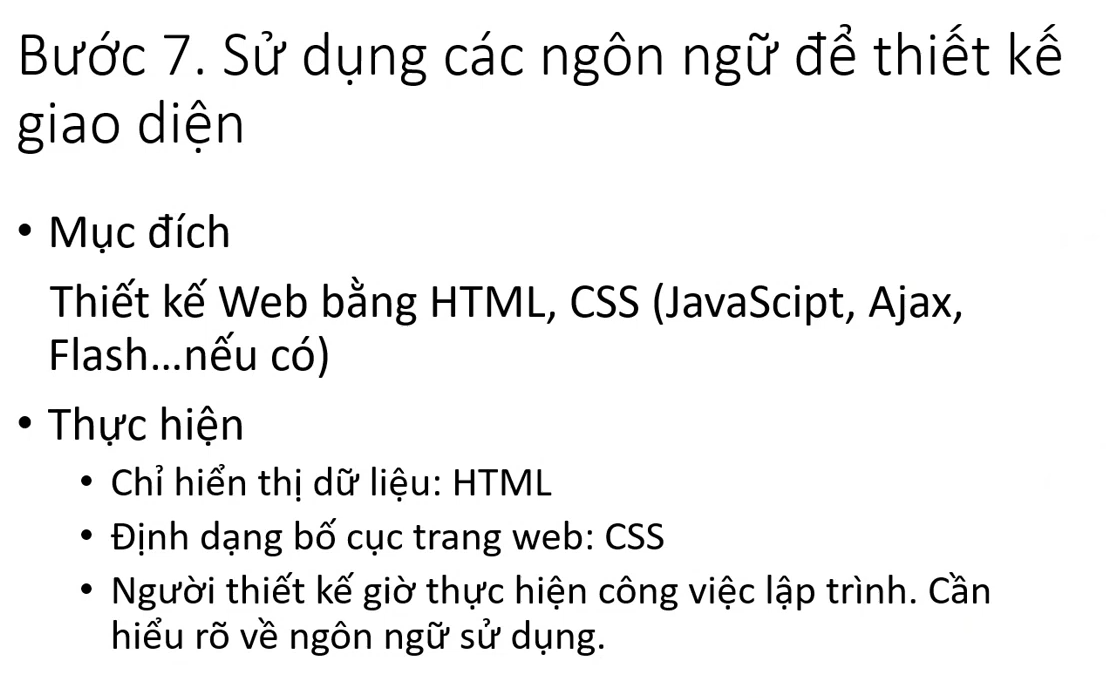 Bước 7. Sử dụng các ngôn ngữ để thiết kế
giao diện
• Mục đích
Thiết kế Web bằng HTML, CSS (JavaScipt, Ajax,
Flash...nếu có)
• Thực hiện
• Chỉ hiển thị dữ liệu: HTML
• Định dạng bố cục trang web: CSS
• Người thiết kế giờ thực hiện công việc lập trình. Cần
hiểu rõ về ngôn ngữ sử dụng.